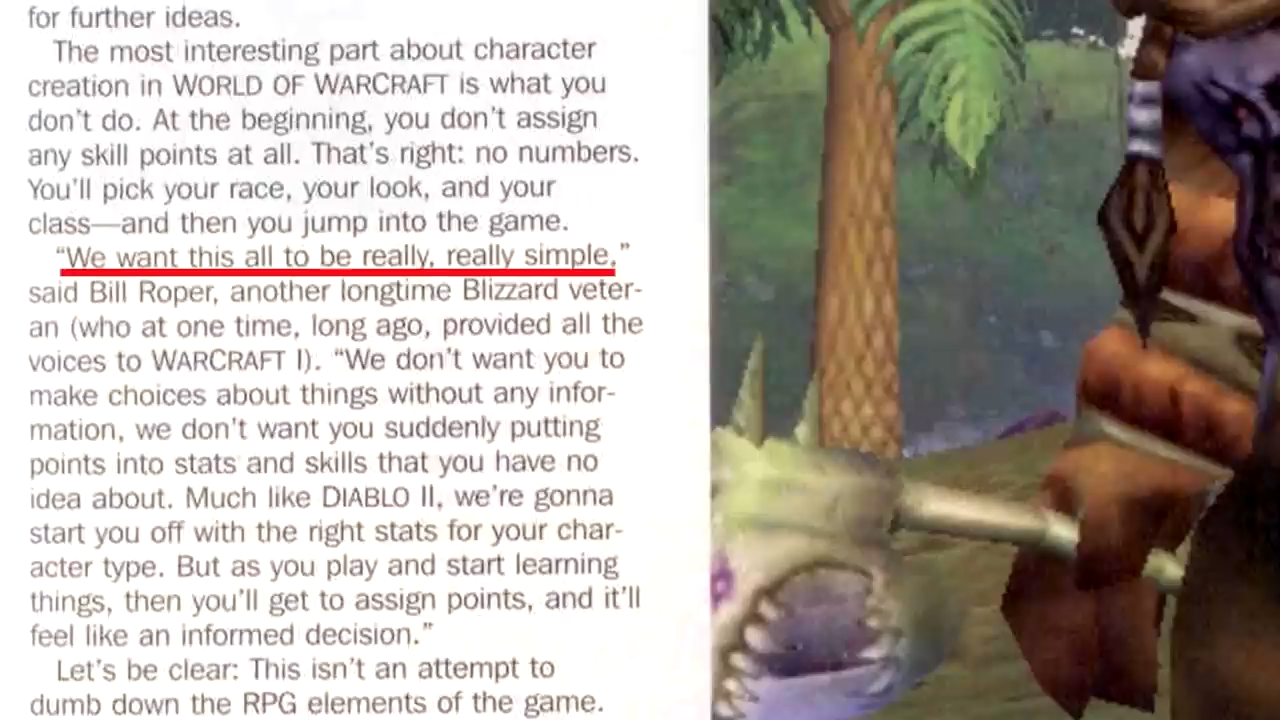 for further ideas.
The most interesting part about character
creation in WORLD OF WARCRAFT is what you
don't do. At the beginning, you don't assign
any skill points at all. That's right: no numbers.
You'll pick your race, your look, and your
class—and then you jump into the game.
“We want this all to be really, really simple,”
said Bill Roper, another longtime Blizzard veter-
an (who at one time, long ago, provided all the
voices to WARCRAFT I). “We don't want you to
make choices about things without any infor-
mation, we don't want you suddenly putting
points into stats and skills that you have no
idea about. Much like DIABLO II, we're gonna
start you off with the right stats for your char-
acter type. But as you play and start learning
things, then you'll get to assign points, and it'll
feel like an informed decision.”
Let's be clear: This isn't an attempt to
dumb down the RPG elements of the game.